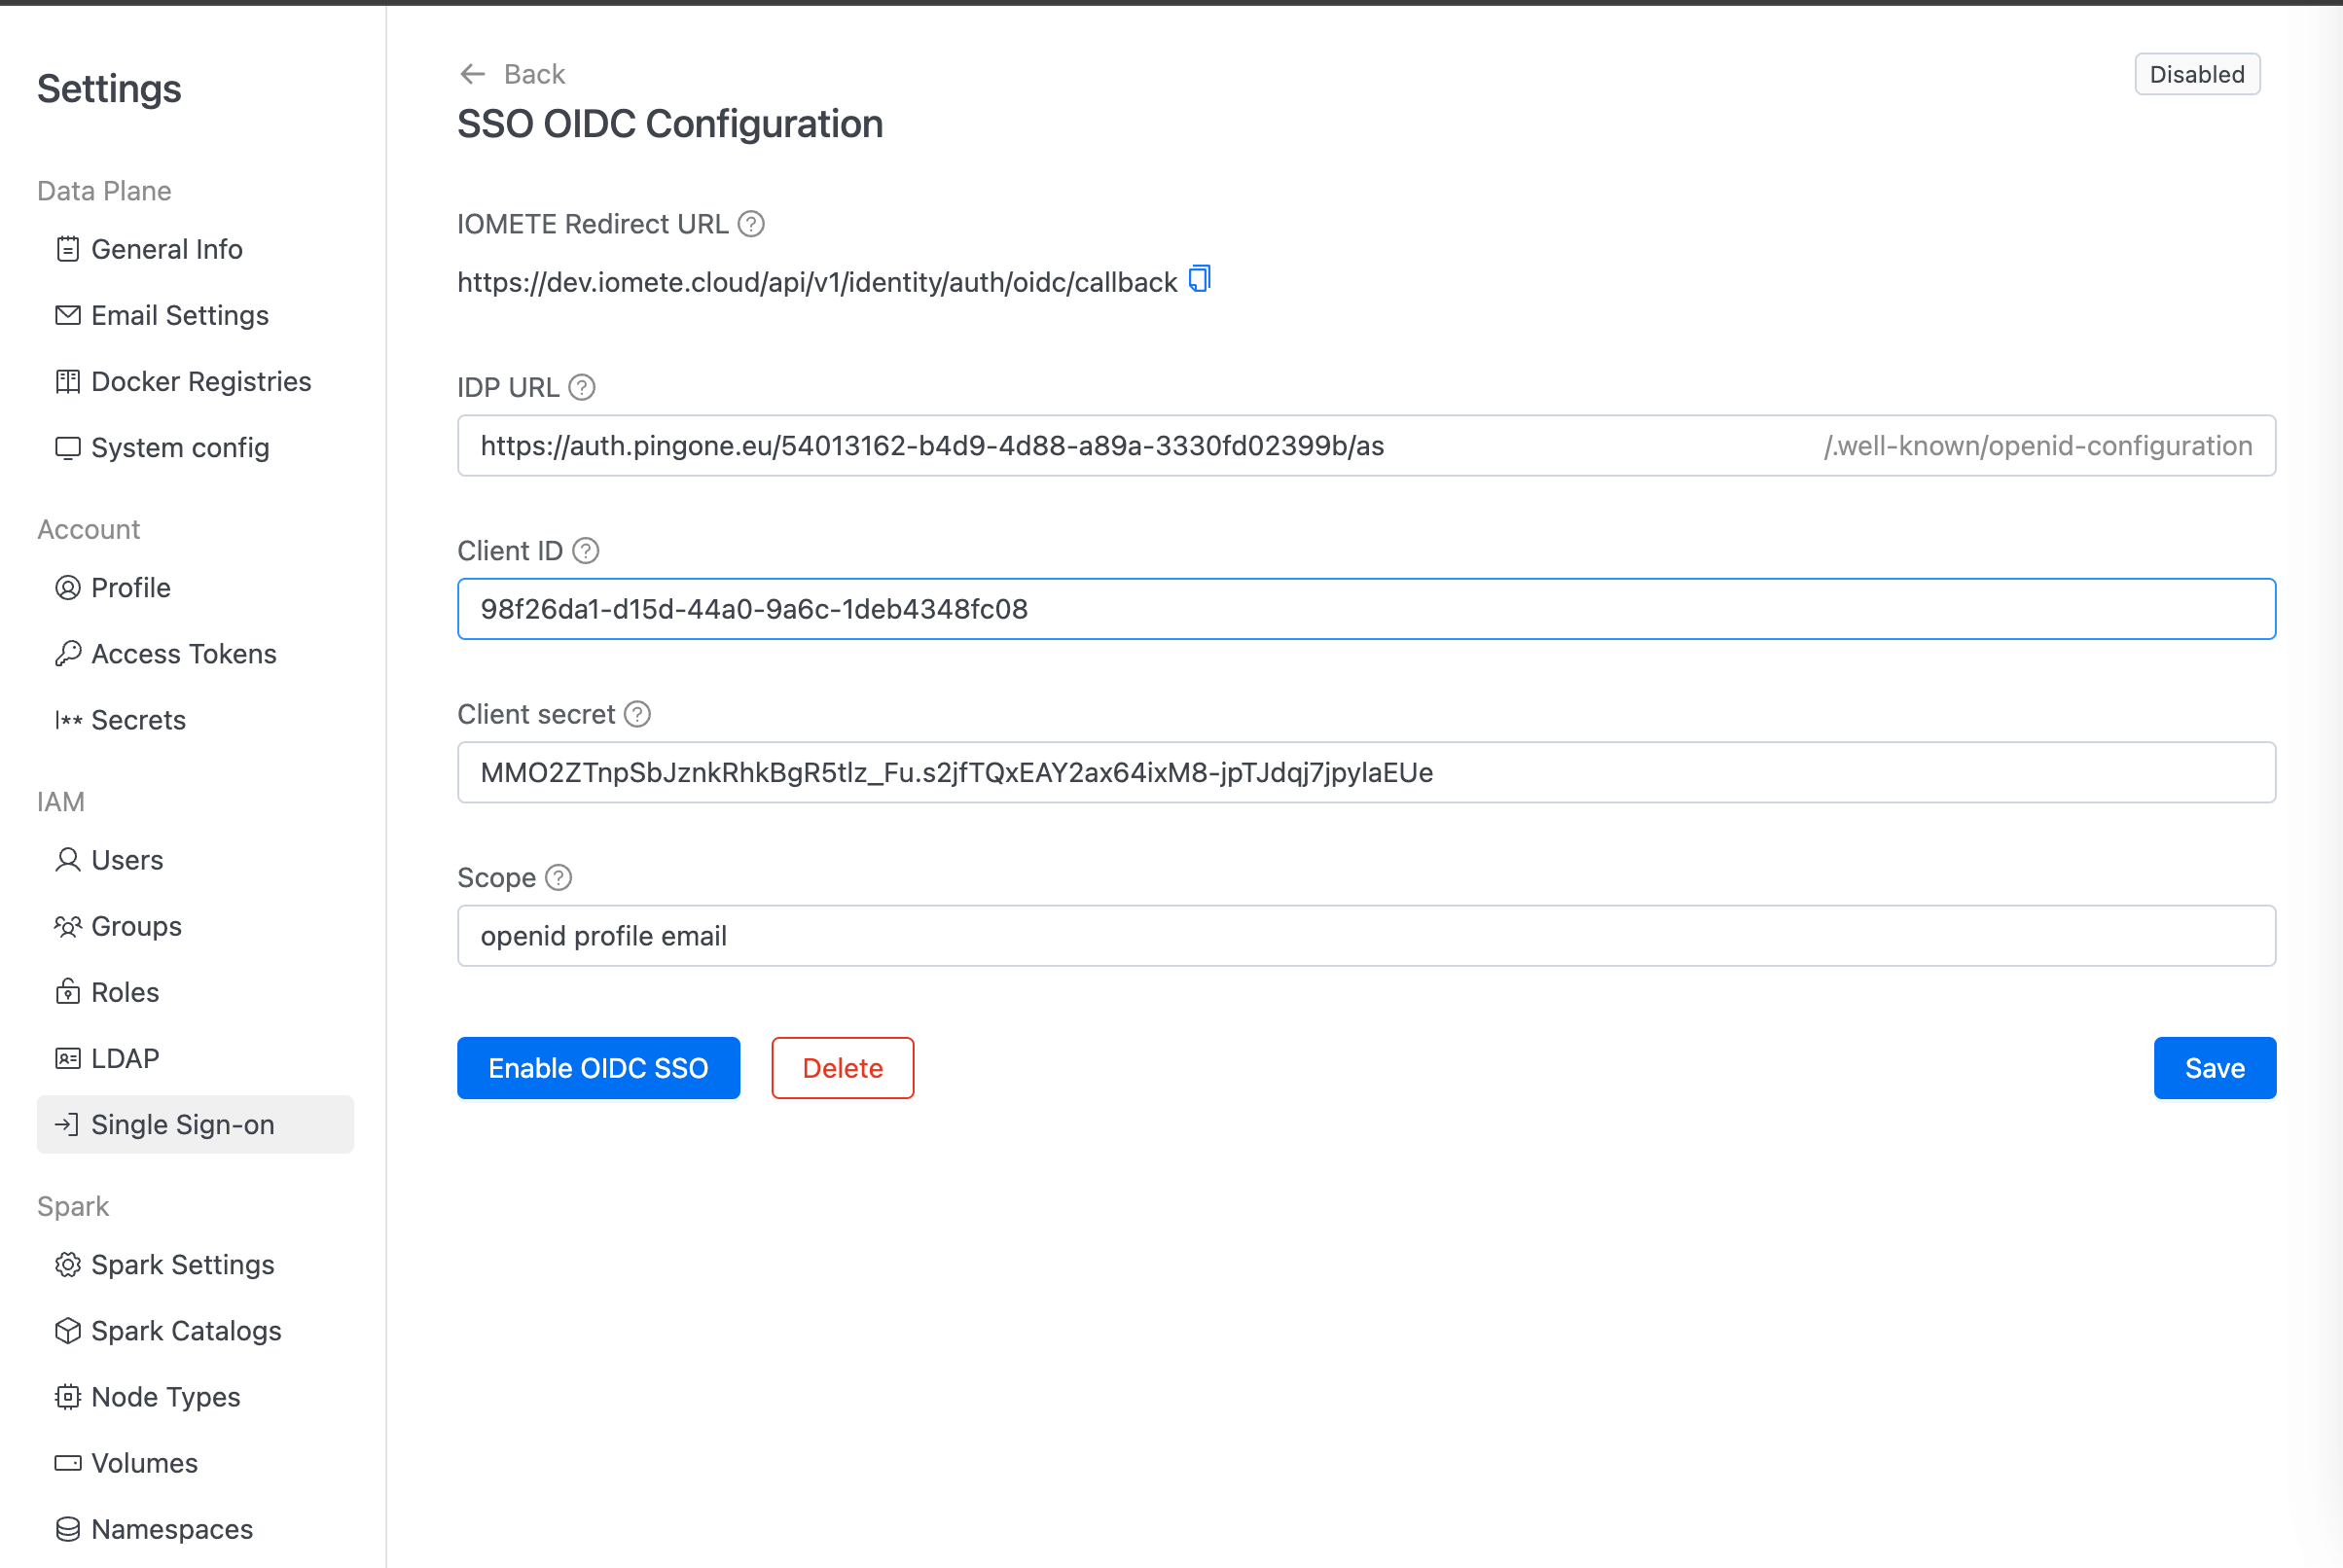 Settings
Data Plane
General Info
Email Settings
Docker Registries
System config
Account
Profile
Access Tokens
Secrets
IAM
Users
Groups
Roles
LDAP
Single Sign-on
Spark
Spark Settings
Spark Catalogs
Node Types
Volumes
Namespaces
Back
Disabled
SSO OIDC Configuration
IOMETE Redirect URL
https://dev.iomete.cloud/api/v1/identity/auth/oidc/callback
IDP URL
https://auth.pingone.eu/54013162-b4d9-4d88-a89a-3330fd02399b/as /.well-known/openid-configuration
Client ID
98f26da1-d15d-44a0-9a6c-1deb4348fc08
Client secret
MMO2ZTnpSbJznkRhkBgR5tlz_Fu.s2jfTQxEAY2ax64ixM8-jpTJdqj7jpylaEUe
Scope
openid profile email
Enable OIDC SSO
Delete
Save